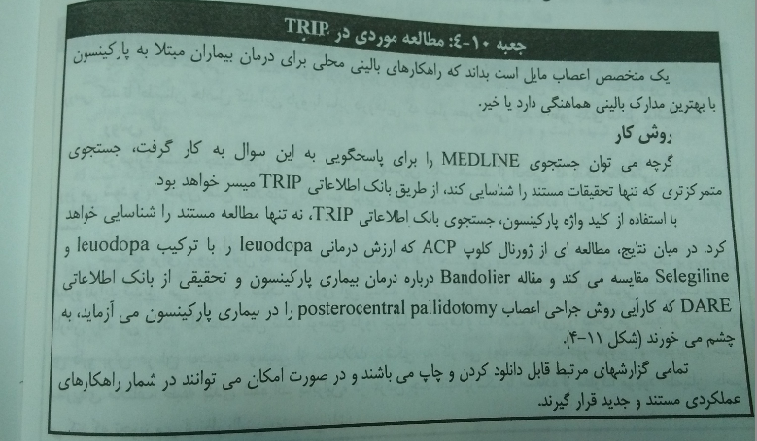 جعبه ۱۰-٤: مطالعه موردی در TRIP
یک متخصص اعصاب مایل است بداند که راهکارهای بالینی محلی برای درمان بیماران مبتلا به پارکینسون
با بهترین مدارک بالینی هماهنگی دارد یا خیر.
روش کار
گرچه می توان جستجوی MEDLINE را برای پاسخگویی به این سوال به کار گرفت، جستجوی
متمرکزتری که تنها تحقیقات مستند را شناسایی کند، از طریق بانک اطلاعاتی TRIP میسر خواهد بود.
با استفاده از کلید واژه پارکینسون، جستجوی بانک اطلاعاتی TRIP، نه تنها مطالعه مستند را شناسایی خواهد
کرد در میان نتایج، مطالعه ای از ژورنال کلوپ ACP که ارزش درمانی leuodopa را با ترکیب leuodopa و
Selegiline مقایسه می کند و مقاله Bandolier درباره درمان بیماری پارکینسون و تحقیقی از بانک اطلاعاتی
DARE که کارآیی روش جراحی اعصاب posterocentral palidotomy را در بیماری پارکینسون می آزماید، به
چشم می خورند (شکل ۱۱-۴).
تمامی گزارشهای مرتبط قابل دانلود کردن و چاپ می باشند و در صورت امکان می توانند در شمار راهکارهای
عملکردی مستند و جدید قرار گیرند.